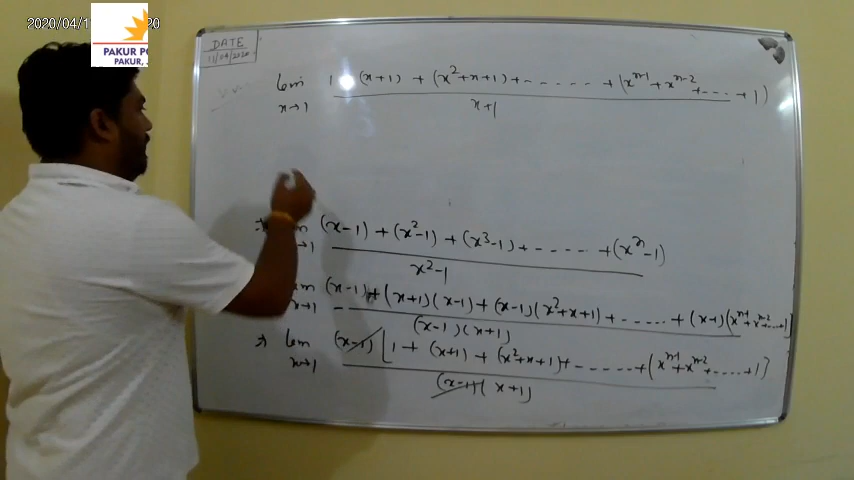 2020/04/1 20
PAKUR PO
PAKUR, J
DATE
11/04/2020
lim x→1 1 + (x+1) + (x²+x+1) + ------ + (xⁿ⁻¹ + xⁿ⁻² + ---- + 1) / x+1
x→1 (x-1) + (x²-1) + (x³-1) + ----- + (xⁿ-1) / x²-1
x→1 (x-1) + (x+1)(x-1) + (x-1)(x²+x+1) + ----- + (x-1)(xⁿ⁻¹ + xⁿ⁻² + --- + 1) / (x-1)(x+1)
⇒ lim x→1 (x-1)[1 + (x+1) + (x²+x+1) + ------ + (xⁿ⁻¹ + xⁿ⁻² + ---- + 1)] / (x-1)(x+1)